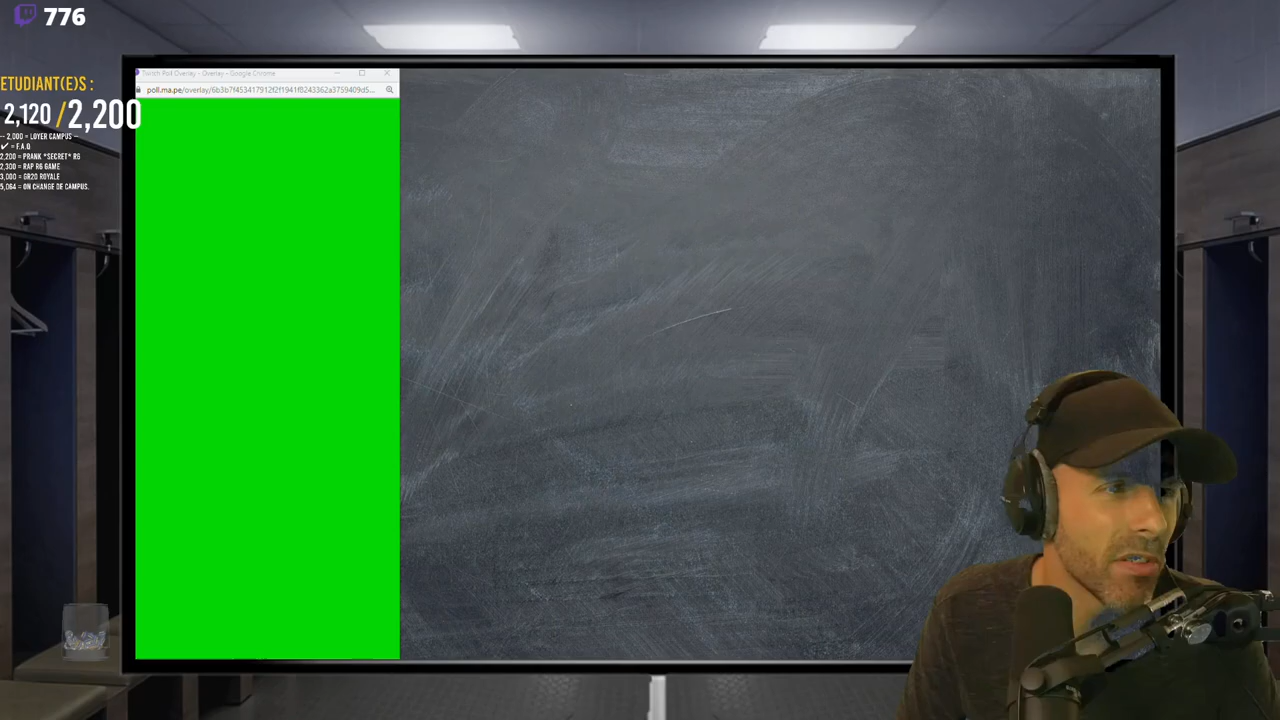 776
ETUDIANT(E)S :
2,120 / 2,200
-- 2,000 = LOYER CAMPUS --
✔ = F.A.Q
2,200 = PRANK *SECRET* R6
2,300 = RAP R6 GAME
3,000 = GR20 ROYALE
5,064 = ON CHANGE DE CAMPUS.
Twitch Poll Overlay - Overlay - Google Chrome